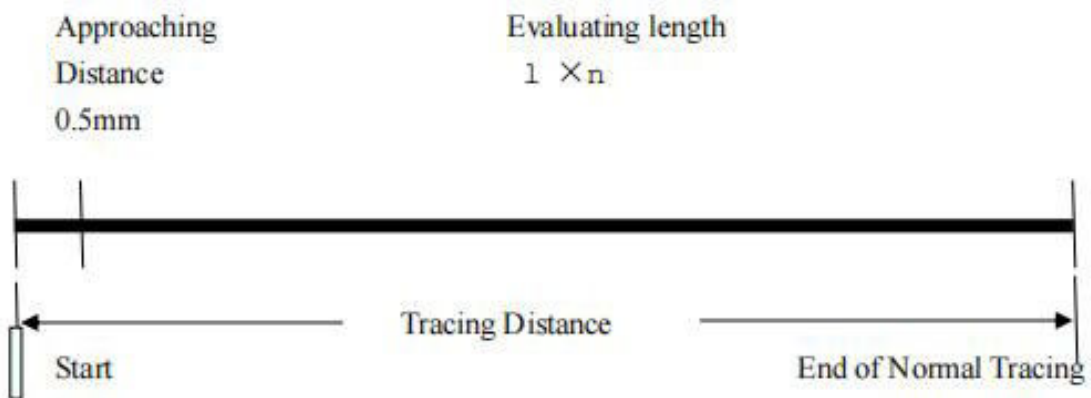 Approaching
Distance
0.5mm
Evaluating length
l ×n
Tracing Distance
Start
End of Normal Tracing